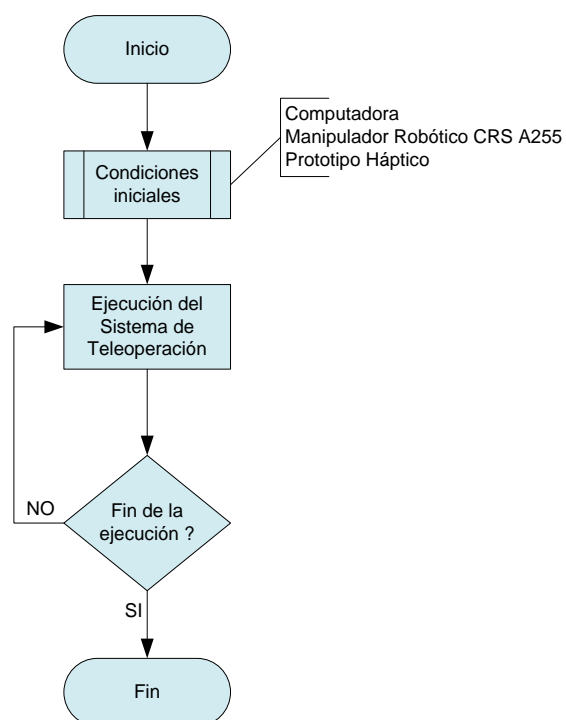 Inicio
Condiciones
iniciales
Computadora
Manipulador Robótico CRS A255
Prototipo Háptico
Ejecución del
Sistema de
Teleoperación
NO
Fin de la
ejecución ?
SI
Fin